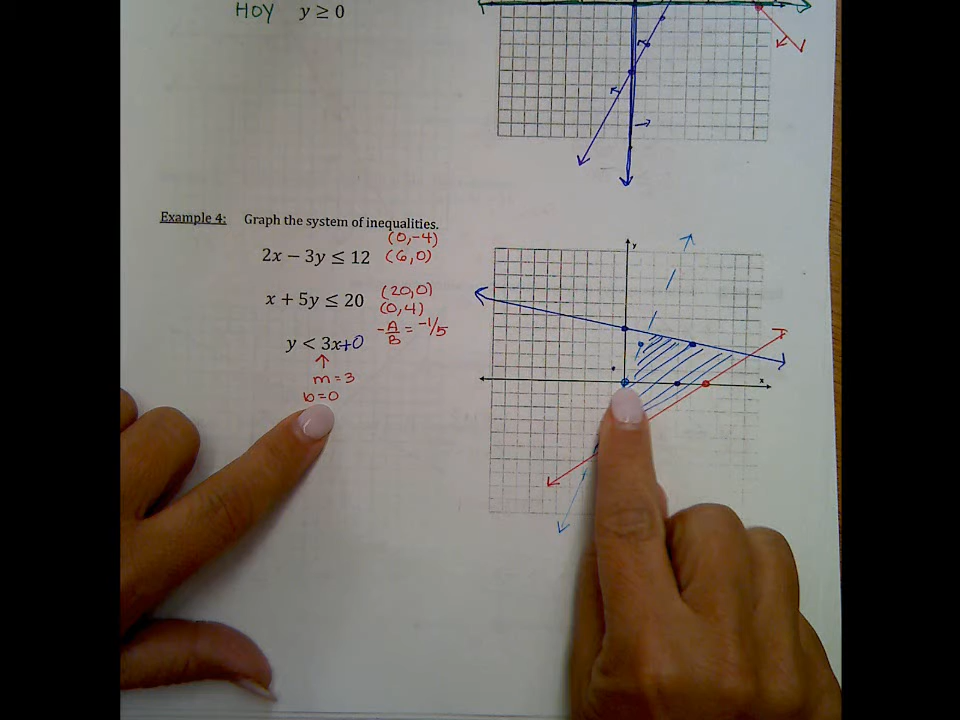 HOY y ≥ 0
Example 4: Graph the system of inequalities.
(0,-4)
2x − 3y ≤ 12 (6,0)
(20,0)
x + 5y ≤ 20 (0,4)
-A/B = -1/5
y < 3x+0
m = 3
b = 0
y
x